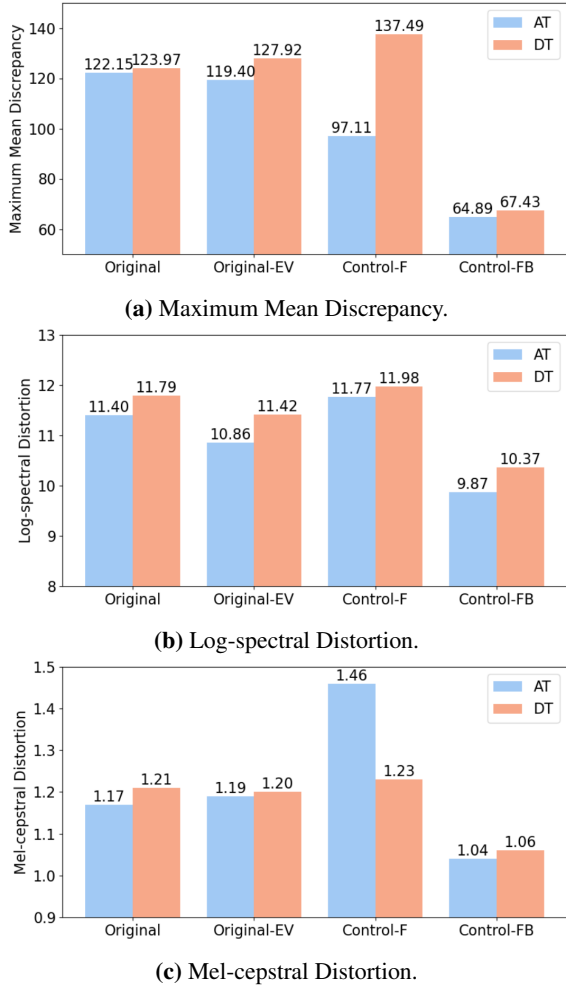 Maximum Mean Discrepancy
140
120
100
80
60
122.15 123.97
119.40 127.92
97.11 137.49
64.89 67.43
AT
DT
Original Original-EV Control-F Control-FB
(a) Maximum Mean Discrepancy.
Log-spectral Distortion
13
12
11
10
9
8
11.40 11.79
10.86 11.42
11.77 11.98
9.87 10.37
AT
DT
Original Original-EV Control-F Control-FB
(b) Log-spectral Distortion.
Mel-cepstral Distortion
1.5
1.4
1.3
1.2
1.1
1.0
0.9
1.17 1.21
1.19 1.20
1.46 1.23
1.04 1.06
AT
DT
Original Original-EV Control-F Control-FB
(c) Mel-cepstral Distortion.